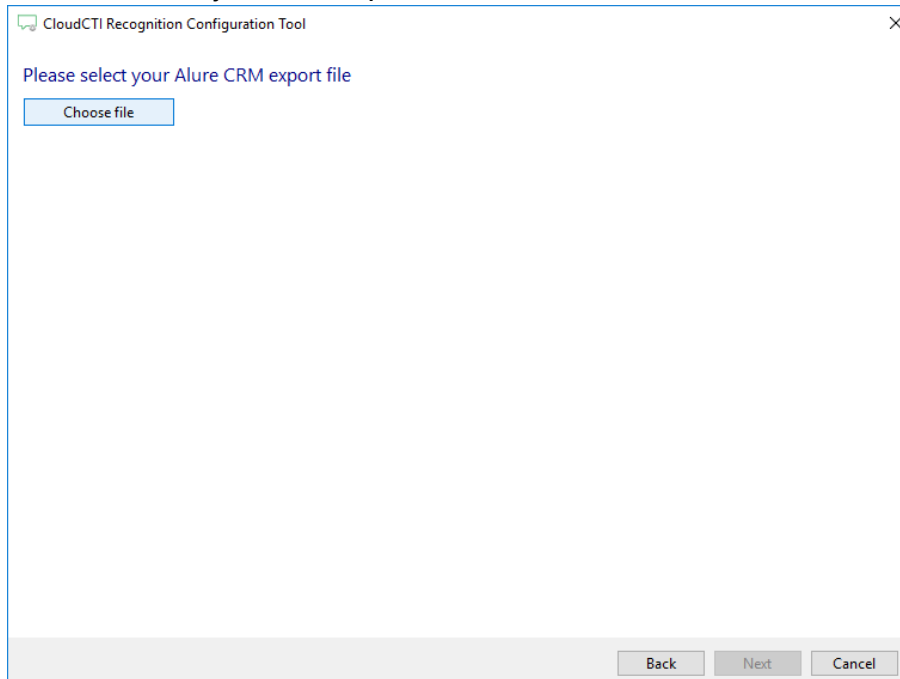 CloudCTI Recognition Configuration Tool
Please select your Alure CRM export file
Choose file
Back Next Cancel